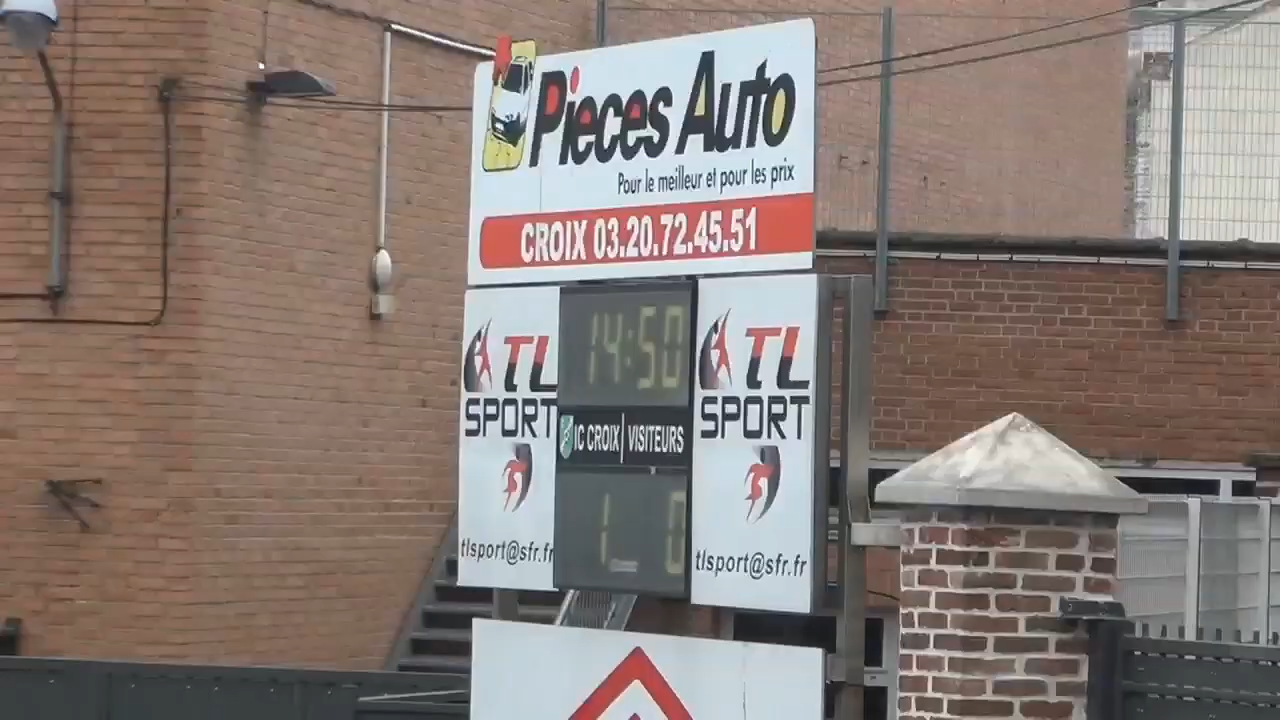 Pieces Auto
Pour le meilleur et pour les prix
CROIX 03.20.72.45.51
TL
SPORT
tlsport@sfr.fr
14:50
IC CROIX VISITEURS
1 0
TL
SPORT
tlsport@sfr.fr